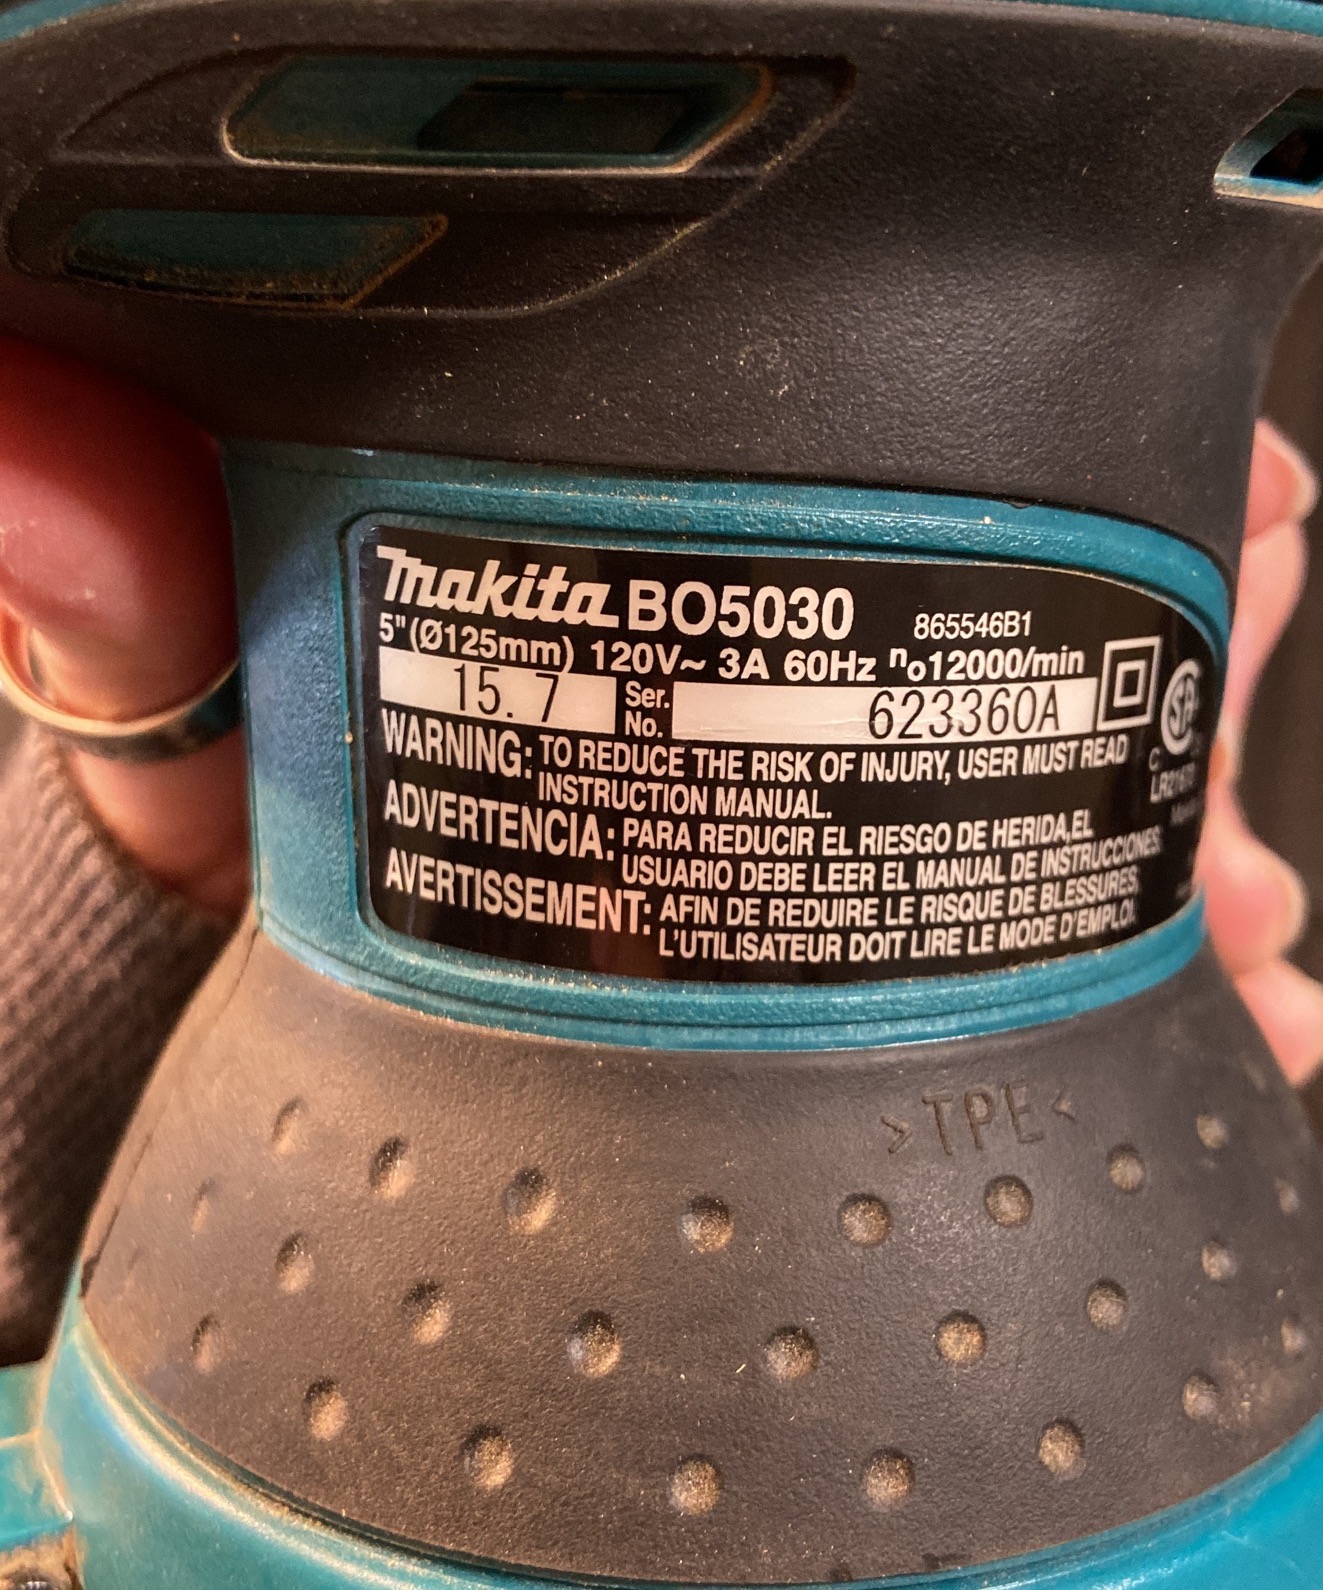 makita BO5030 865546B1
5"(Ø125mm) 120V~ 3A 60Hz no12000/min
15. 7 Ser. No. 623360A
WARNING: TO REDUCE THE RISK OF INJURY, USER MUST READ
INSTRUCTION MANUAL.
ADVERTENCIA: PARA REDUCIR EL RIESGO DE HERIDA,EL
USUARIO DEBE LEER EL MANUAL DE INSTRUCCIONES.
AVERTISSEMENT: AFIN DE REDUIRE LE RISQUE DE BLESSURES,
L'UTILISATEUR DOIT LIRE LE MODE D'EMPLOI.
C
>TPE<